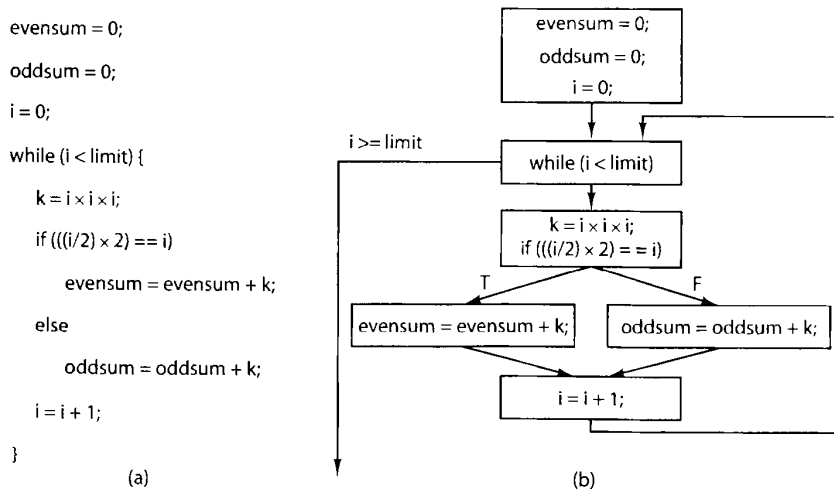 evensum = 0;
oddsum = 0;
i = 0;
while (i < limit) {
k = i × i × i;
if (((i/2) × 2) == i)
evensum = evensum + k;
else
oddsum = oddsum + k;
i = i + 1;
}
(a)
evensum = 0;
oddsum = 0;
i = 0;
i >= limit
while (i < limit)
k = i × i × i;
if (((i/2) × 2) = = i)
T
F
evensum = evensum + k;
oddsum = oddsum + k;
i = i + 1;
(b)